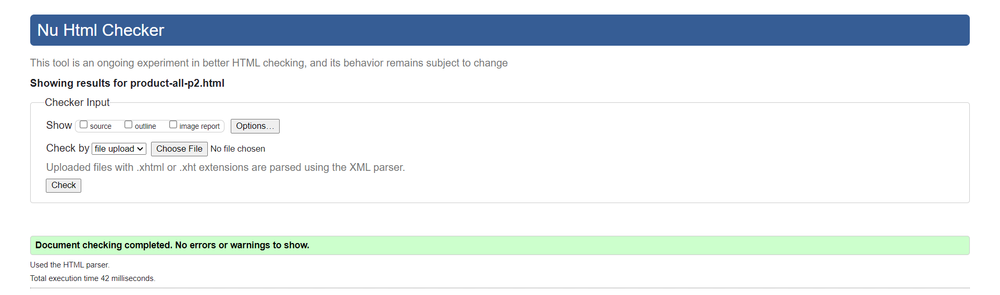 Nu Html Checker
This tool is an ongoing experiment in better HTML checking, and its behavior remains subject to change
Showing results for product-all-p2.html
Checker Input
Show source outline image report Options...
Check by file upload Choose File No file chosen
Uploaded files with .xhtml or .xht extensions are parsed using the XML parser.
Check
Document checking completed. No errors or warnings to show.
Used the HTML parser.
Total execution time 42 milliseconds.